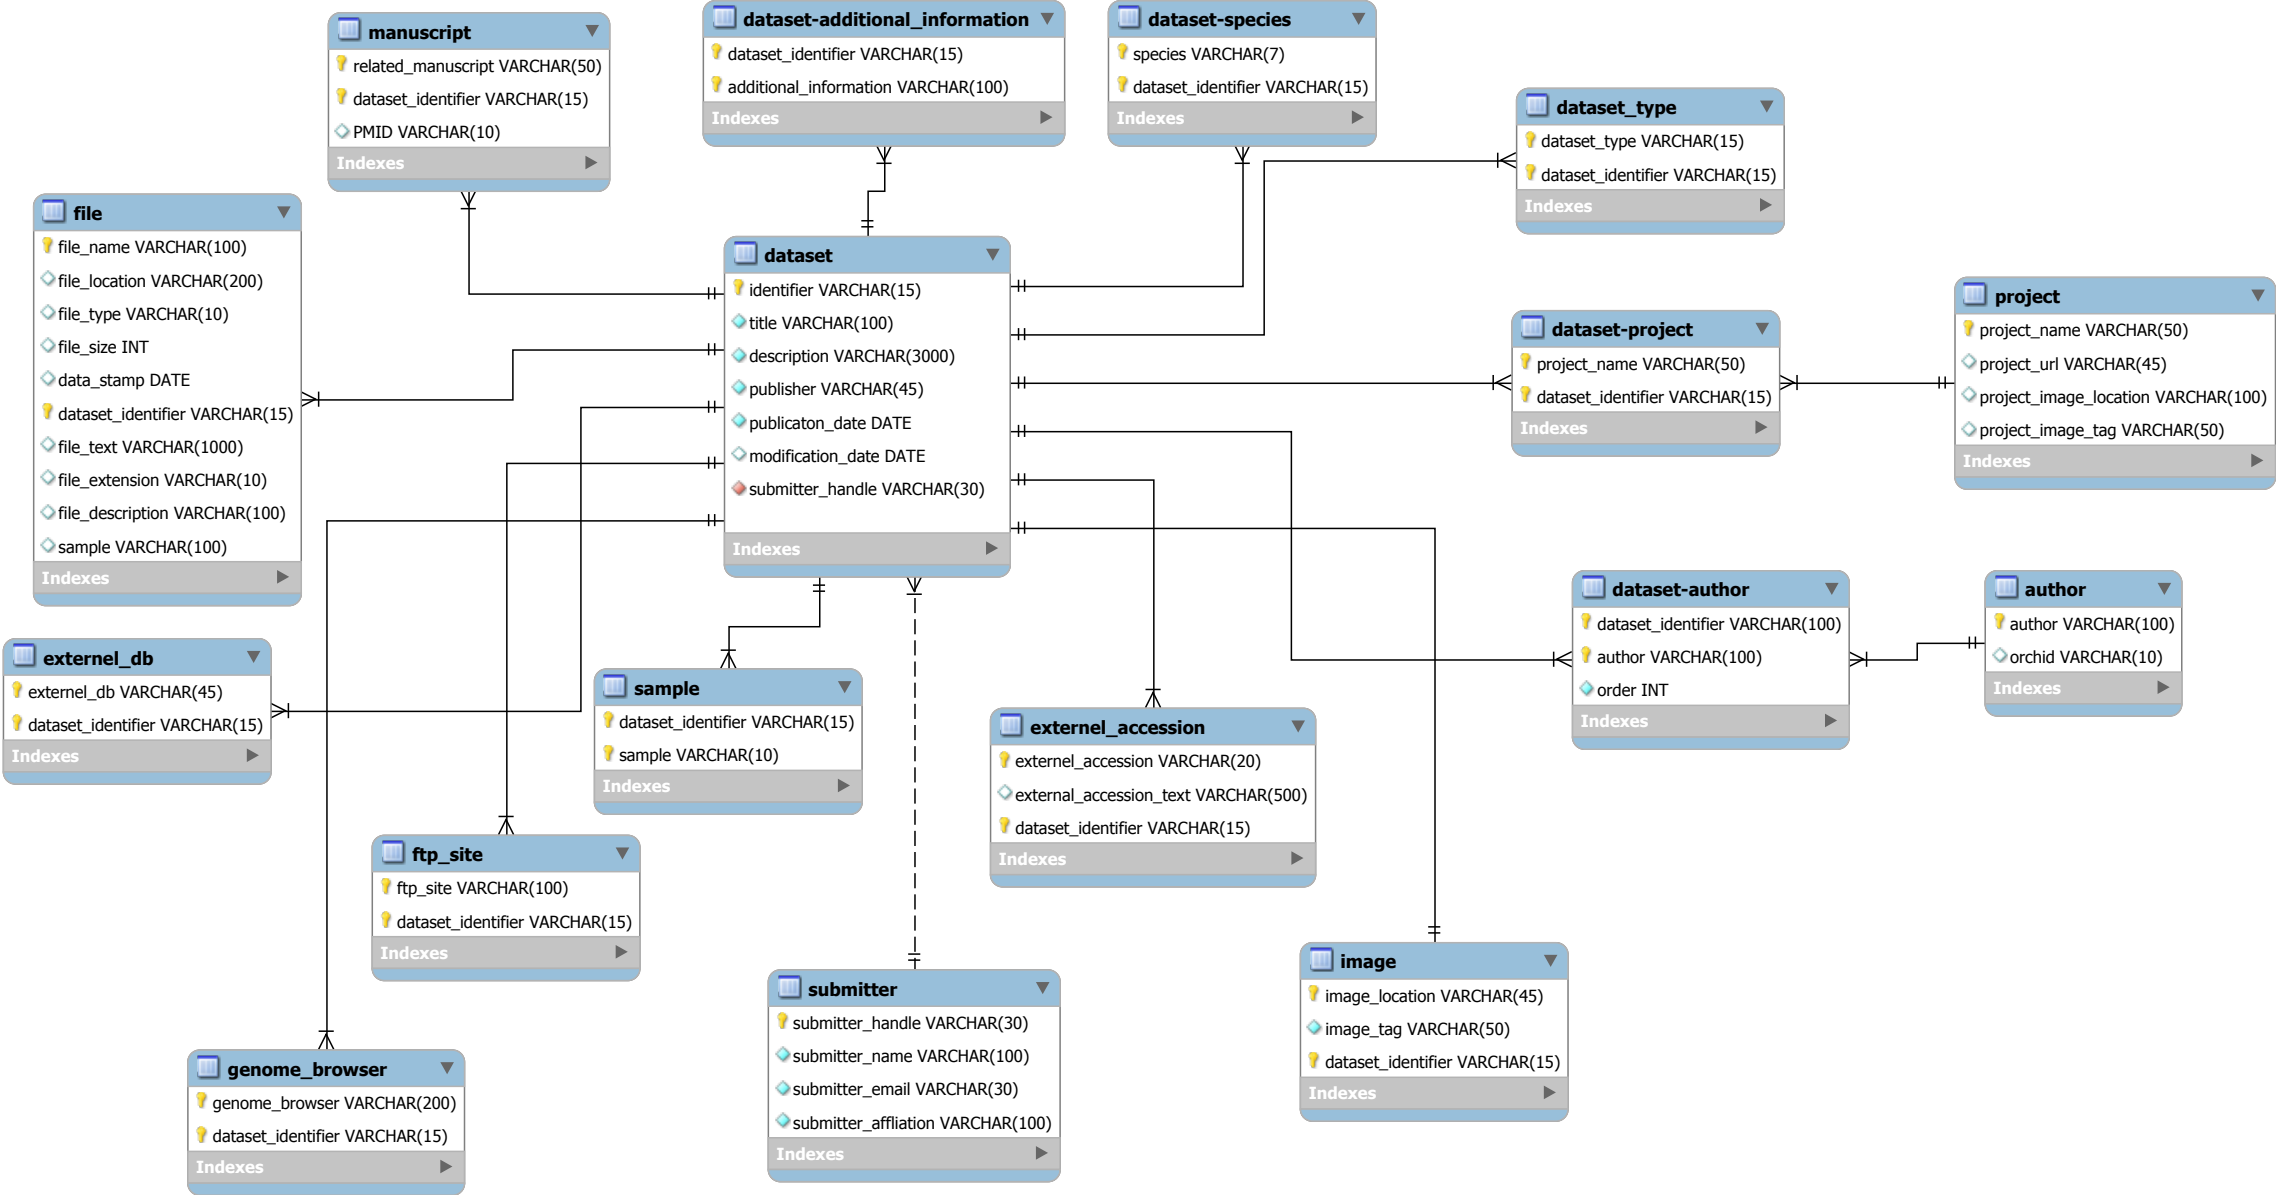 manuscript
related_manuscript VARCHAR(50)
dataset_identifier VARCHAR(15)
PMID VARCHAR(10)
Indexes
dataset-additional_information
dataset_identifier VARCHAR(15)
additional_information VARCHAR(100)
Indexes
dataset-species
species VARCHAR(7)
dataset_identifier VARCHAR(15)
Indexes
dataset_type
dataset_type VARCHAR(15)
dataset_identifier VARCHAR(15)
Indexes
file
file_name VARCHAR(100)
file_location VARCHAR(200)
file_type VARCHAR(10)
file_size INT
data_stamp DATE
dataset_identifier VARCHAR(15)
file_text VARCHAR(1000)
file_extension VARCHAR(10)
file_description VARCHAR(100)
sample VARCHAR(100)
Indexes
dataset
identifier VARCHAR(15)
title VARCHAR(100)
description VARCHAR(3000)
publisher VARCHAR(45)
publicaton_date DATE
modification_date DATE
submitter_handle VARCHAR(30)
Indexes
dataset-project
project_name VARCHAR(50)
dataset_identifier VARCHAR(15)
Indexes
project
project_name VARCHAR(50)
project_url VARCHAR(45)
project_image_location VARCHAR(100)
project_image_tag VARCHAR(50)
Indexes
dataset-author
dataset_identifier VARCHAR(100)
author VARCHAR(100)
order INT
Indexes
author
author VARCHAR(100)
orchid VARCHAR(10)
Indexes
externel_db
externel_db VARCHAR(45)
dataset_identifier VARCHAR(15)
Indexes
sample
dataset_identifier VARCHAR(15)
sample VARCHAR(10)
Indexes
externel_accession
externel_accession VARCHAR(20)
external_accession_text VARCHAR(500)
dataset_identifier VARCHAR(15)
Indexes
ftp_site
ftp_site VARCHAR(100)
dataset_identifier VARCHAR(15)
Indexes
submitter
submitter_handle VARCHAR(30)
submitter_name VARCHAR(100)
submitter_email VARCHAR(30)
submitter_affliation VARCHAR(100)
Indexes
image
image_location VARCHAR(45)
image_tag VARCHAR(50)
dataset_identifier VARCHAR(15)
Indexes
genome_browser
genome_browser VARCHAR(200)
dataset_identifier VARCHAR(15)
Indexes